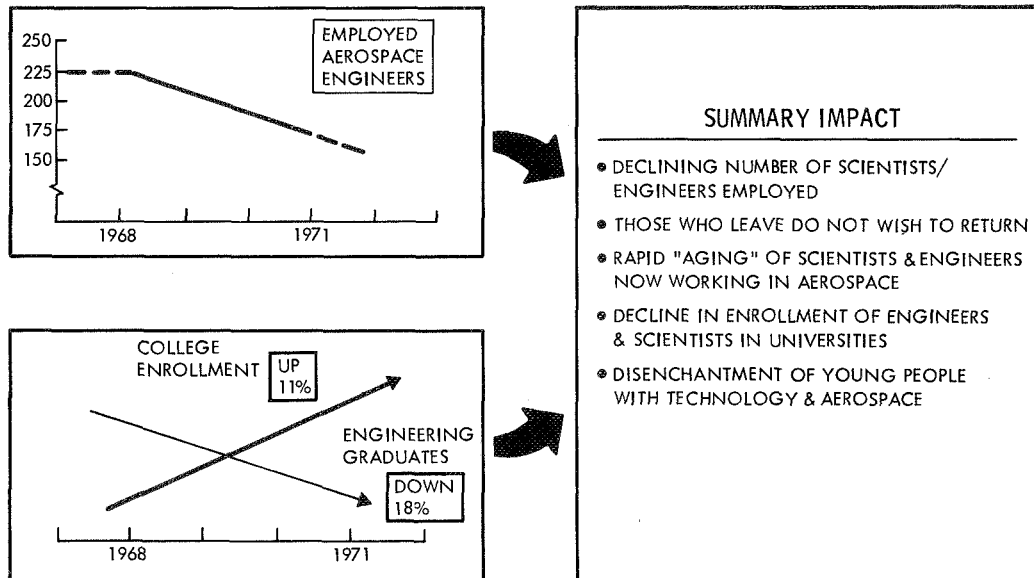 EMPLOYED
AEROSPACE
ENGINEERS
250
225
200
175
150
1968
1971
COLLEGE
ENROLLMENT
UP
11%
ENGINEERING
GRADUATES
DOWN
18%
1968
1971
SUMMARY IMPACT
• DECLINING NUMBER OF SCIENTISTS/
ENGINEERS EMPLOYED
• THOSE WHO LEAVE DO NOT WISH TO RETURN
• RAPID "AGING" OF SCIENTISTS & ENGINEERS
NOW WORKING IN AEROSPACE
• DECLINE IN ENROLLMENT OF ENGINEERS
& SCIENTISTS IN UNIVERSITIES
• DISENCHANTMENT OF YOUNG PEOPLE
WITH TECHNOLOGY & AEROSPACE